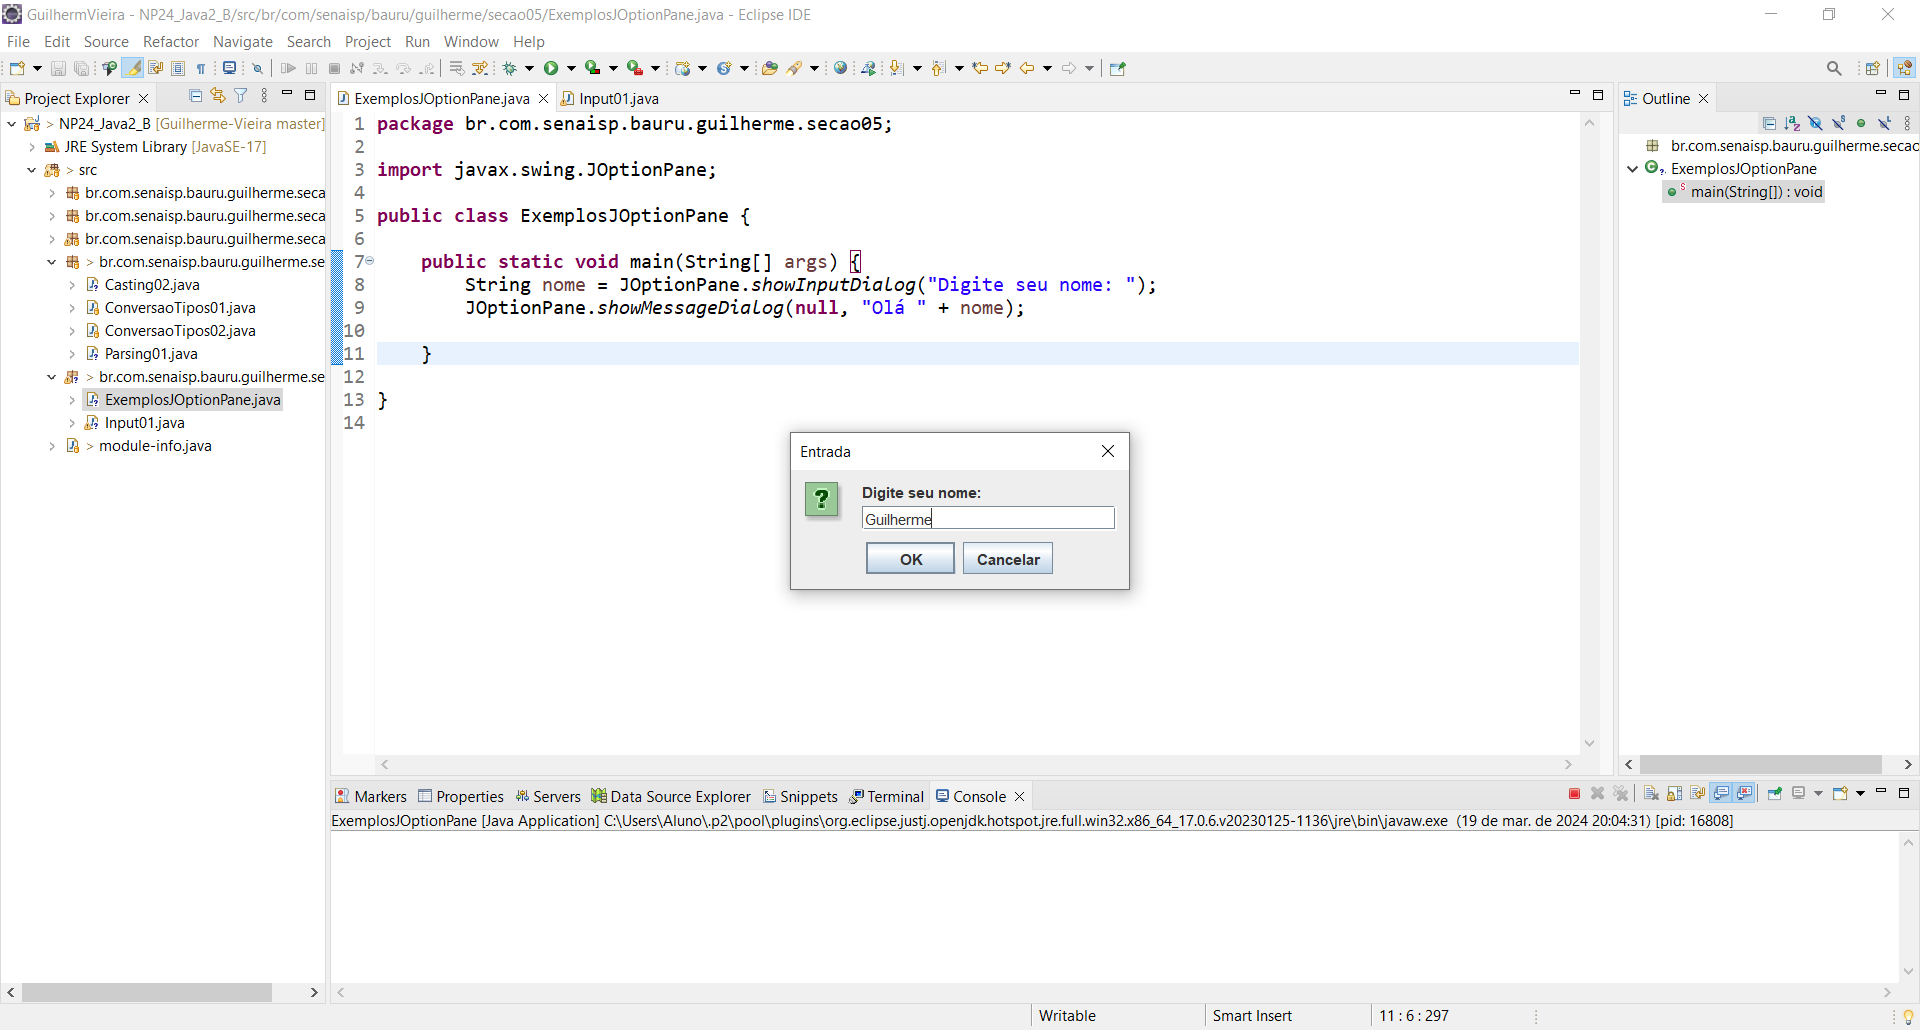 GuilhermVieira - NP24_Java2_B/src/br/com/senaisp/bauru/guilherme/secao05/ExemplosJOptionPane.java - Eclipse IDE
File Edit Source Refactor Navigate Search Project Run Window Help
Project Explorer
> NP24_Java2_B [Guilherme-Vieira master]
JRE System Library [JavaSE-17]
> src
br.com.senaisp.bauru.guilherme.seca
br.com.senaisp.bauru.guilherme.seca
br.com.senaisp.bauru.guilherme.seca
> br.com.senaisp.bauru.guilherme.se
Casting02.java
ConversaoTipos01.java
ConversaoTipos02.java
Parsing01.java
> br.com.senaisp.bauru.guilherme.se
ExemplosJOptionPane.java
Input01.java
> module-info.java
ExemplosJOptionPane.java Input01.java
1 package br.com.senaisp.bauru.guilherme.secao05;
2
3 import javax.swing.JOptionPane;
4
5 public class ExemplosJOptionPane {
6
7 public static void main(String[] args) {
8 String nome = JOptionPane.showInputDialog("Digite seu nome: ");
9 JOptionPane.showMessageDialog(null, "Olá " + nome);
10
11 }
12
13 }
14
Entrada
?
Digite seu nome:
Guilherme
OK Cancelar
Outline
br.com.senaisp.bauru.guilherme.secao
ExemplosJOptionPane
main(String[]) : void
Markers Properties Servers Data Source Explorer Snippets Terminal Console
ExemplosJOptionPane [Java Application] C:\Users\Aluno\.p2\pool\plugins\org.eclipse.justj.openjdk.hotspot.jre.full.win32.x86_64_17.0.6.v20230125-1136\jre\bin\javaw.exe (19 de mar. de 2024 20:04:31) [pid: 16808]
Writable Smart Insert 11 : 6 : 297